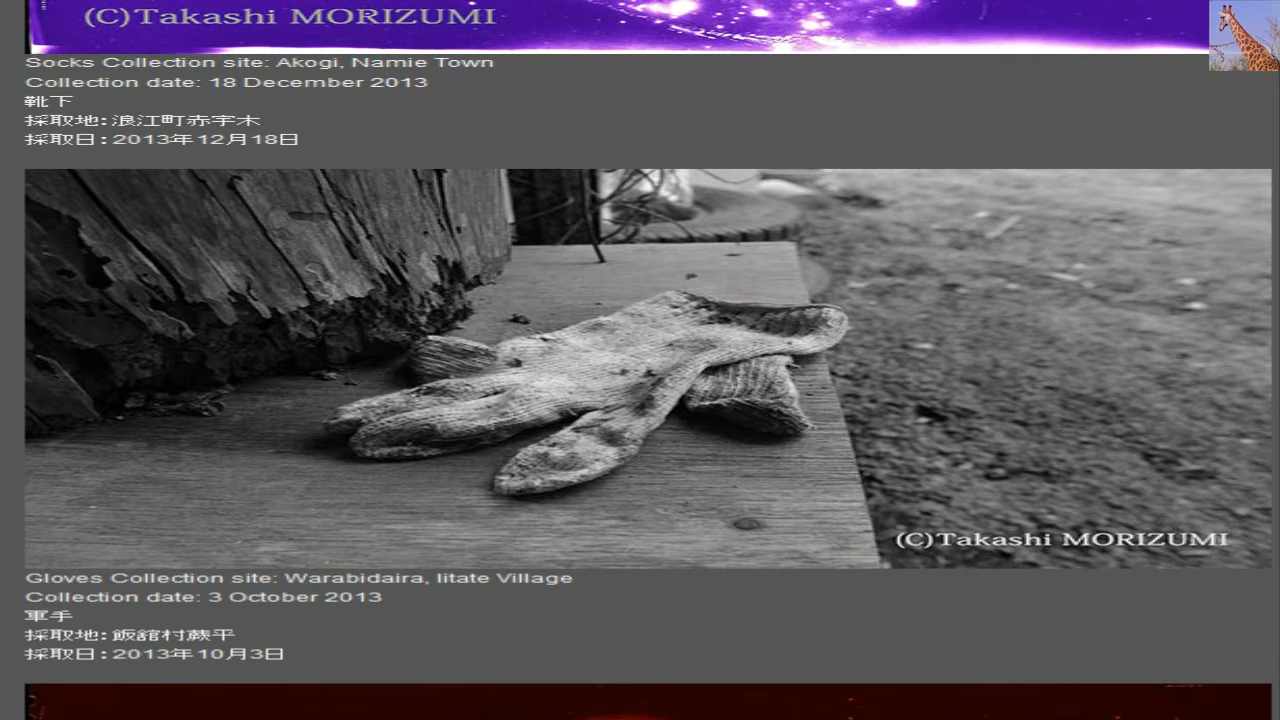 (C)Takashi MORIZUMI
Socks Collection site: Akogi, Namie Town
Collection date: 18 December 2013
靴下
採取地:浪江町赤宇木
採取日:2013年12月18日
(C)Takashi MORIZUMI
Gloves Collection site: Warabidaira, Iitate Village
Collection date: 3 October 2013
軍手
採取地:飯舘村蕨平
採取日:2013年10月3日